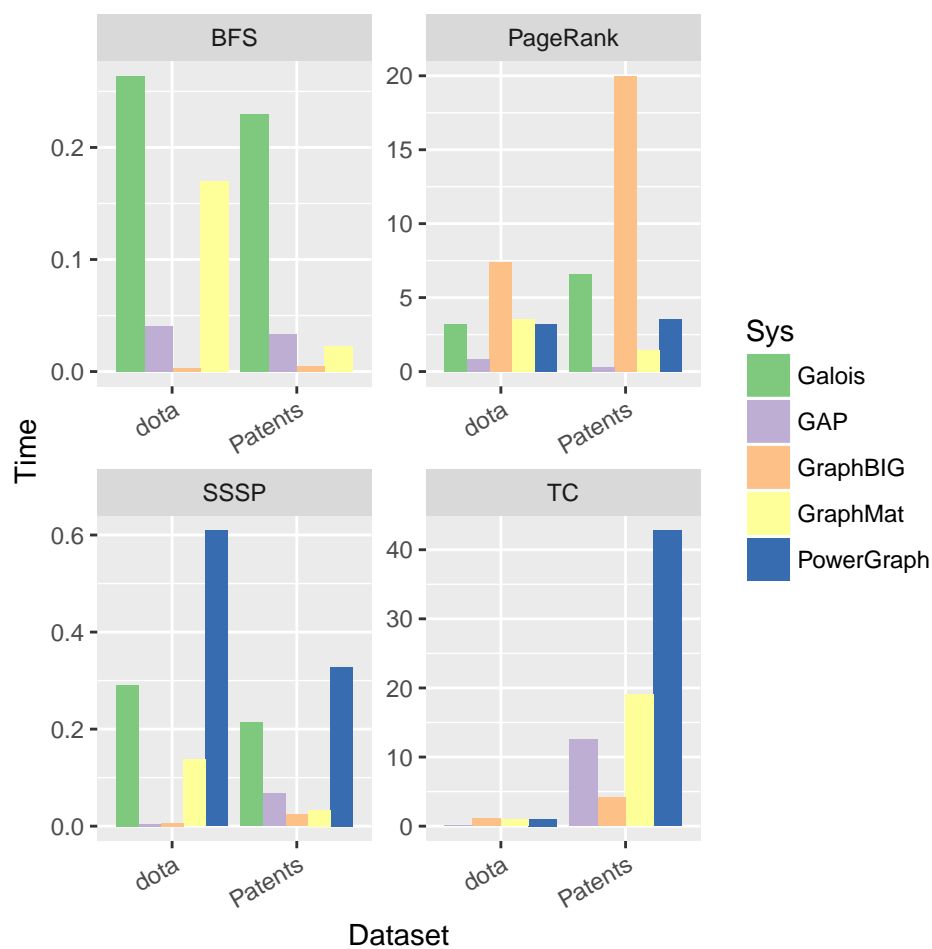 BFS
PageRank
0.2
0.1
0.0
20
15
10
5
0
dota
Patents
dota
Patents
Time
SSSP
TC
0.6
0.4
0.2
0.0
40
30
20
10
0
dota
Patents
dota
Patents
Dataset
Sys
Galois
GAP
GraphBIG
GraphMat
PowerGraph